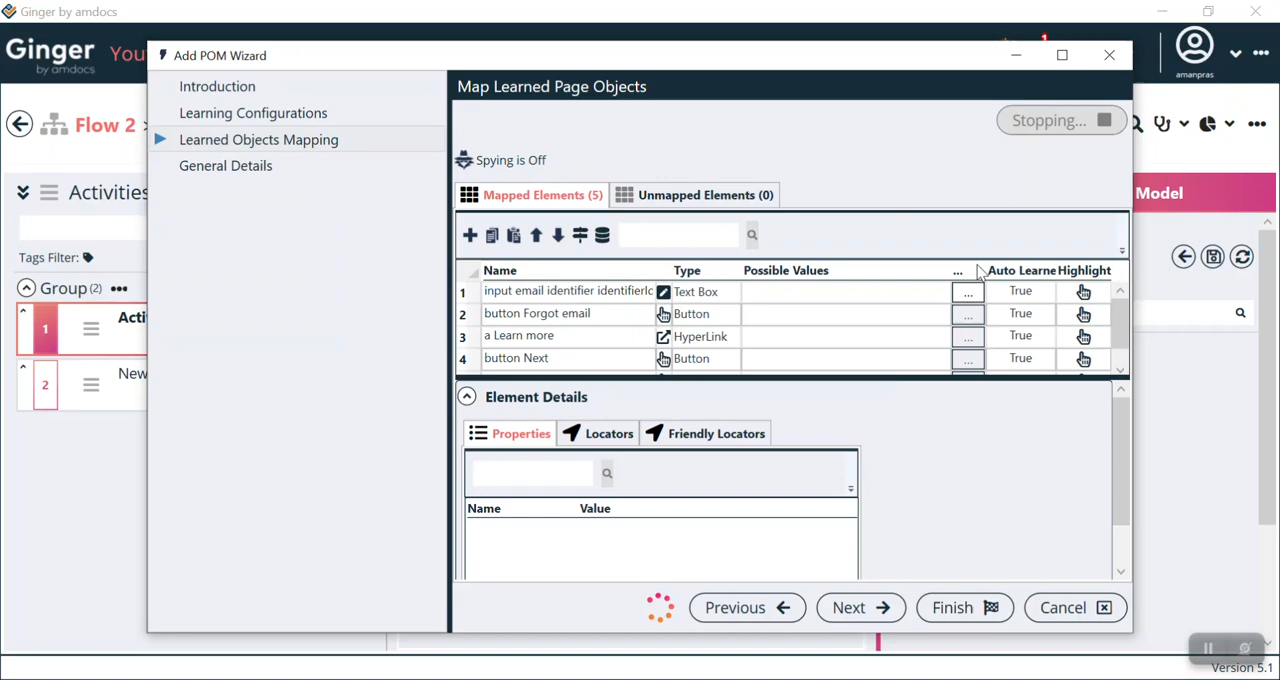 Ginger by amdocs
Ginger
by amdocs
You
1
amanpras
Add POM Wizard
Introduction
Learning Configurations
Learned Objects Mapping
General Details
Map Learned Page Objects
Stopping...
Flow 2
Spying is Off
Mapped Elements (5)
Unmapped Elements (0)
Activities
Model
Tags Filter:
Group (2)
1
Acti
2
New
Name Type Possible Values ... Auto Learne Highlight
1 input email identifier identifierIc Text Box ... True
2 button Forgot email Button ... True
3 a Learn more HyperLink ... True
4 button Next Button ... True
Element Details
Properties
Locators
Friendly Locators
Name Value
Previous
Next
Finish
Cancel
Version 5.1